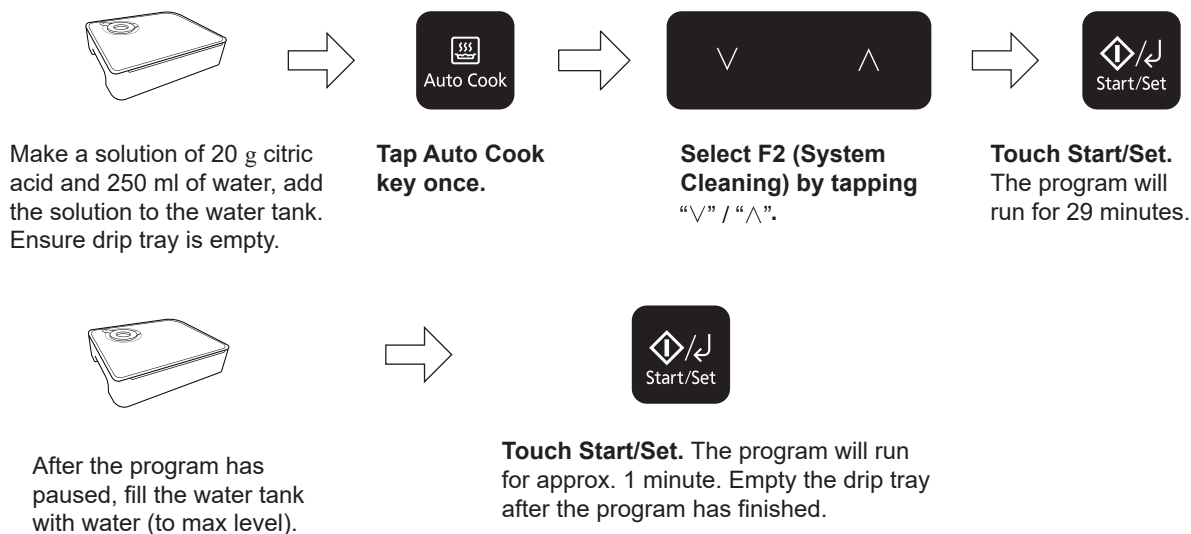 Auto Cook
∨ ∧
Start/Set
Make a solution of 20 g citric
acid and 250 ml of water, add
the solution to the water tank.
Ensure drip tray is empty.
Tap Auto Cook
key once.
Select F2 (System
Cleaning) by tapping
“∨” / “∧”.
Touch Start/Set.
The program will
run for 29 minutes.
Start/Set
After the program has
paused, fill the water tank
with water (to max level).
Touch Start/Set. The program will run
for approx. 1 minute. Empty the drip tray
after the program has finished.